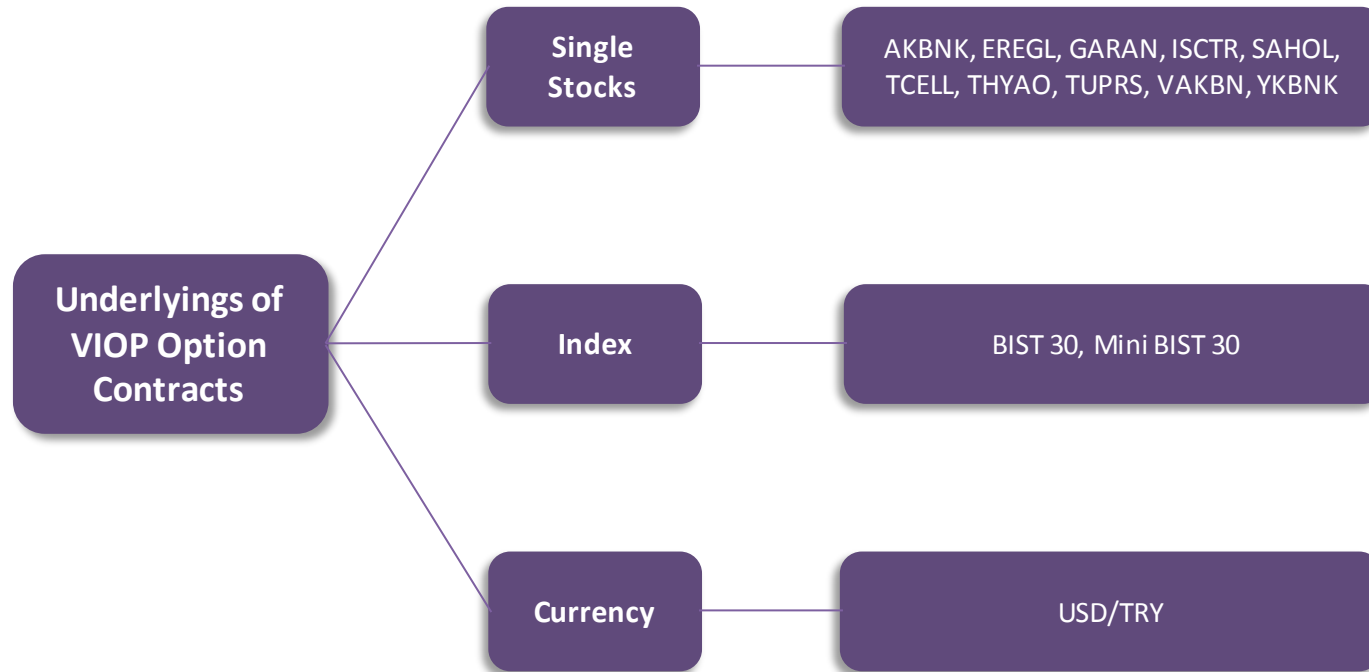 Single
Stocks
AKBNK, EREGL, GARAN, ISCTR, SAHOL,
TCELL, THYAO, TUPRS, VAKBN, YKBNK
Underlyings of
VIOP Option
Contracts
Index
BIST 30, Mini BIST 30
Currency
USD/TRY